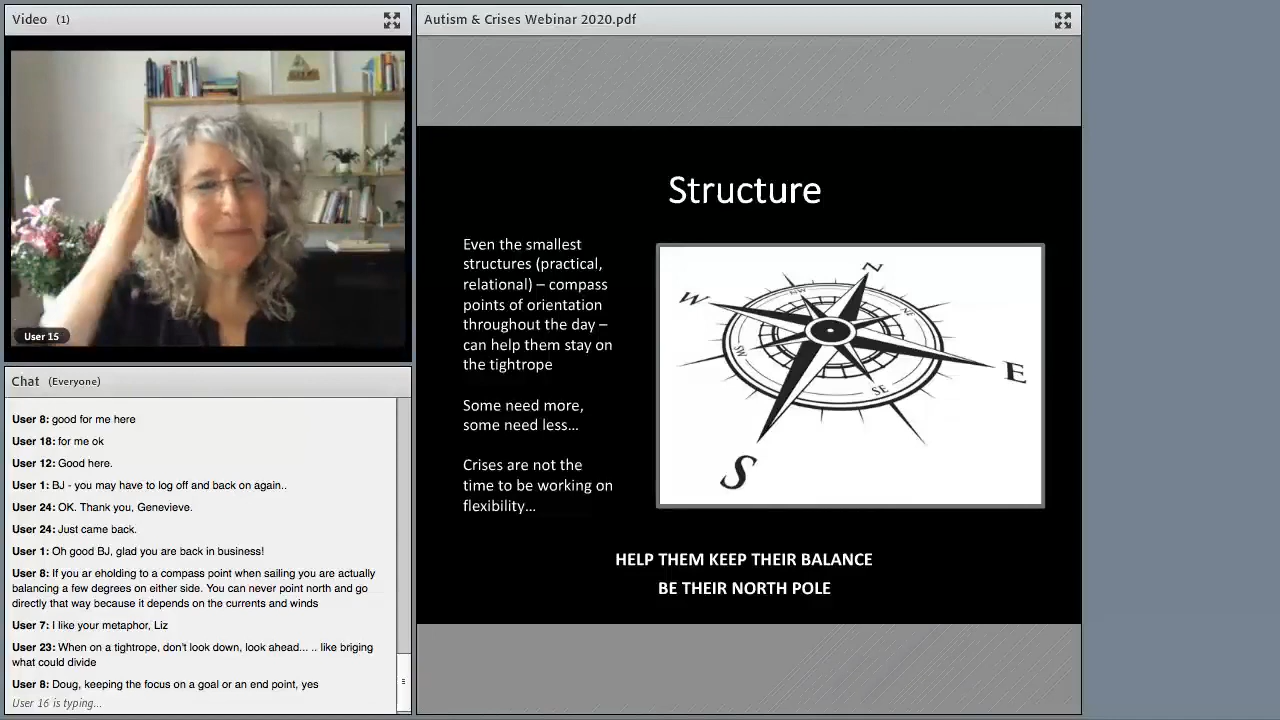 Video (1)
User 15
Chat (Everyone)
User 8: good for me here
User 18: for me ok
User 12: Good here.
User 1: BJ - you may have to log off and back on again..
User 24: OK. Thank you, Genevieve.
User 24: Just came back.
User 1: Oh good BJ, glad you are back in business!
User 8: If you ar eholding to a compass point when sailing you are actually
balancing a few degrees on either side. You can never point north and go
directly that way because it depends on the currents and winds
User 7: I like your metaphor, Liz
User 23: When on a tightrope, don't look down, look ahead... .. like briging
what could divide
User 8: Doug, keeping the focus on a goal or an end point, yes
User 16 is typing...
Autism & Crises Webinar 2020.pdf
Structure
Even the smallest
structures (practical,
relational) – compass
points of orientation
throughout the day –
can help them stay on
the tightrope
Some need more,
some need less...
Crises are not the
time to be working on
flexibility...
N
NW
NE
W
E
SW
SE
S
HELP THEM KEEP THEIR BALANCE
BE THEIR NORTH POLE